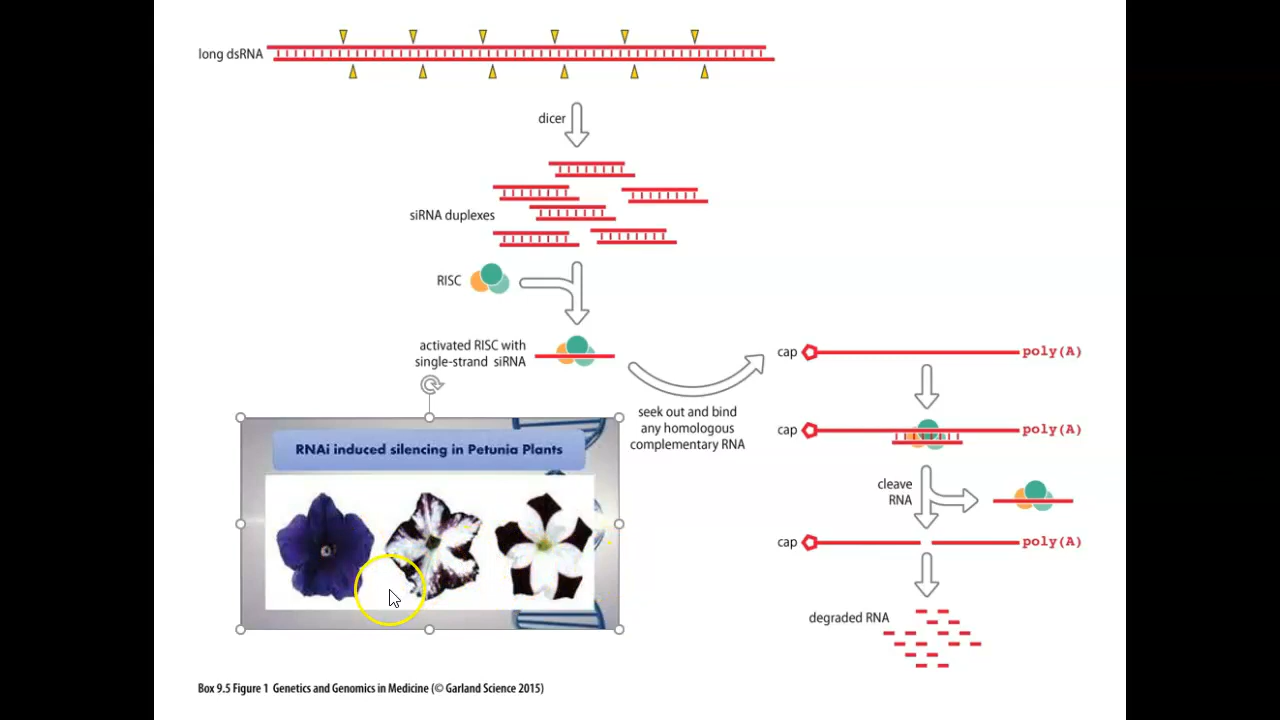 long dsRNA
dicer
siRNA duplexes
RISC
activated RISC with
single-strand siRNA
seek out and bind
any homologous
complementary RNA
cap
poly(A)
cap
poly(A)
cleave
RNA
cap
poly(A)
degraded RNA
RNAi induced silencing in Petunia Plants
Box 9.5 Figure 1 Genetics and Genomics in Medicine (© Garland Science 2015)